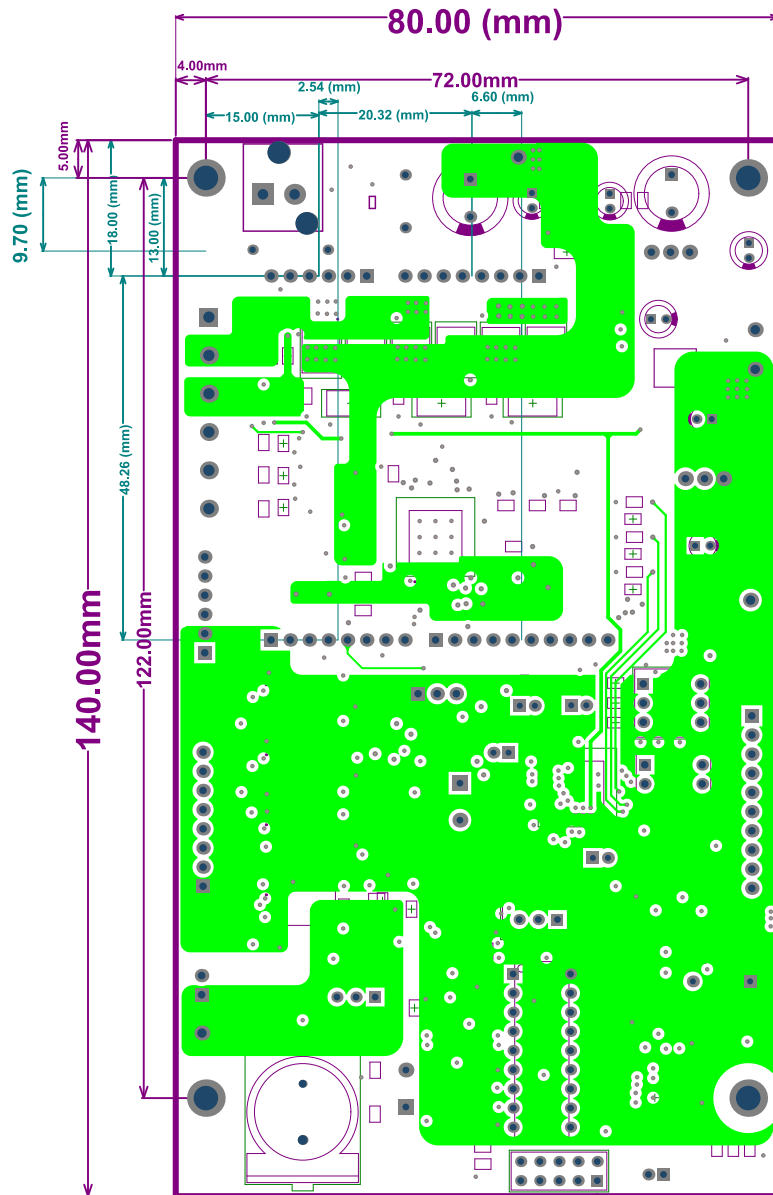 80.00 (mm)
4.00mm
72.00mm
2.54 (mm)
6.60 (mm)
15.00 (mm)
20.32 (mm)
5.00mm
9.70 (mm)
18.00 (mm)
13.00 (mm)
48.26 (mm)
140.00mm
122.00mm